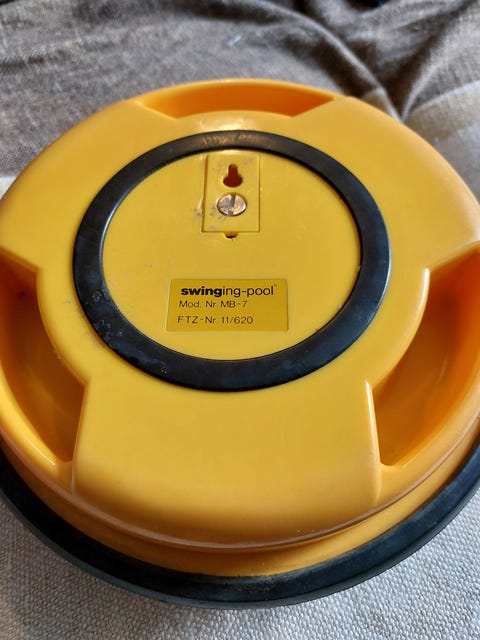 swinging-pool
Mod. Nr. MB-7
FTZ-Nr. 11/620